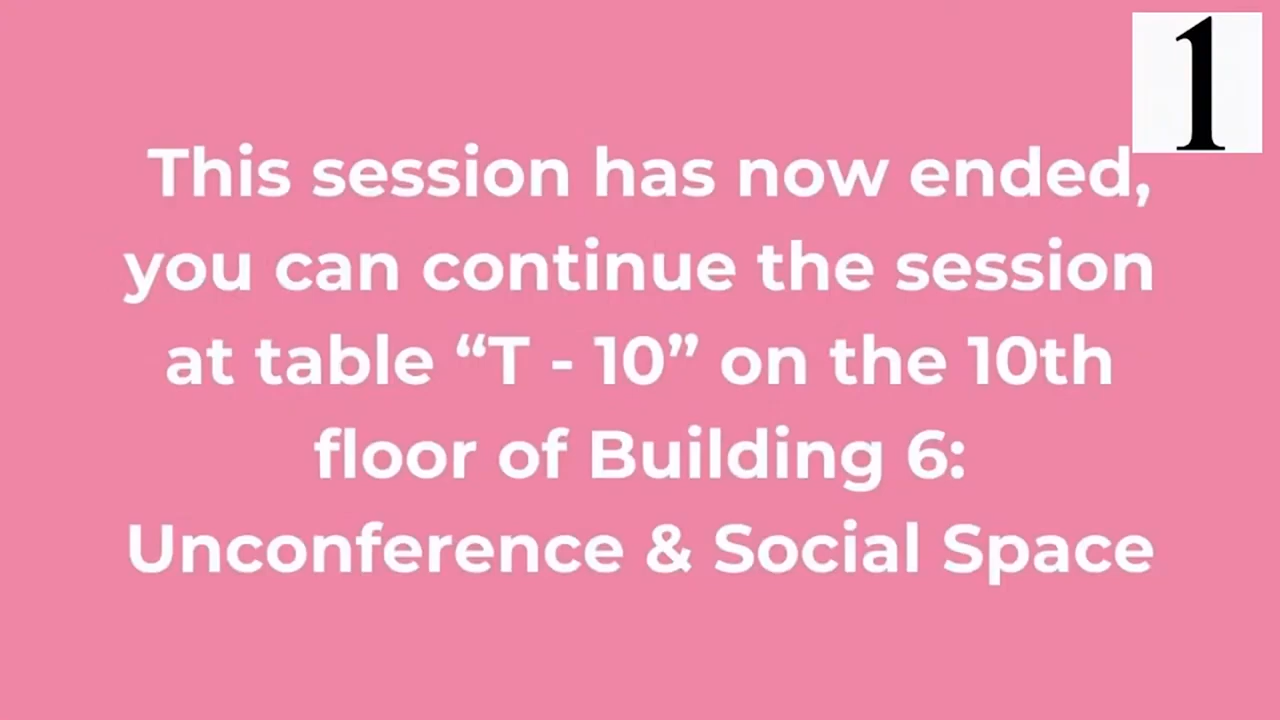 1
This session has now ended,
you can continue the session
at table “T - 10” on the 10th
floor of Building 6:
Unconference & Social Space